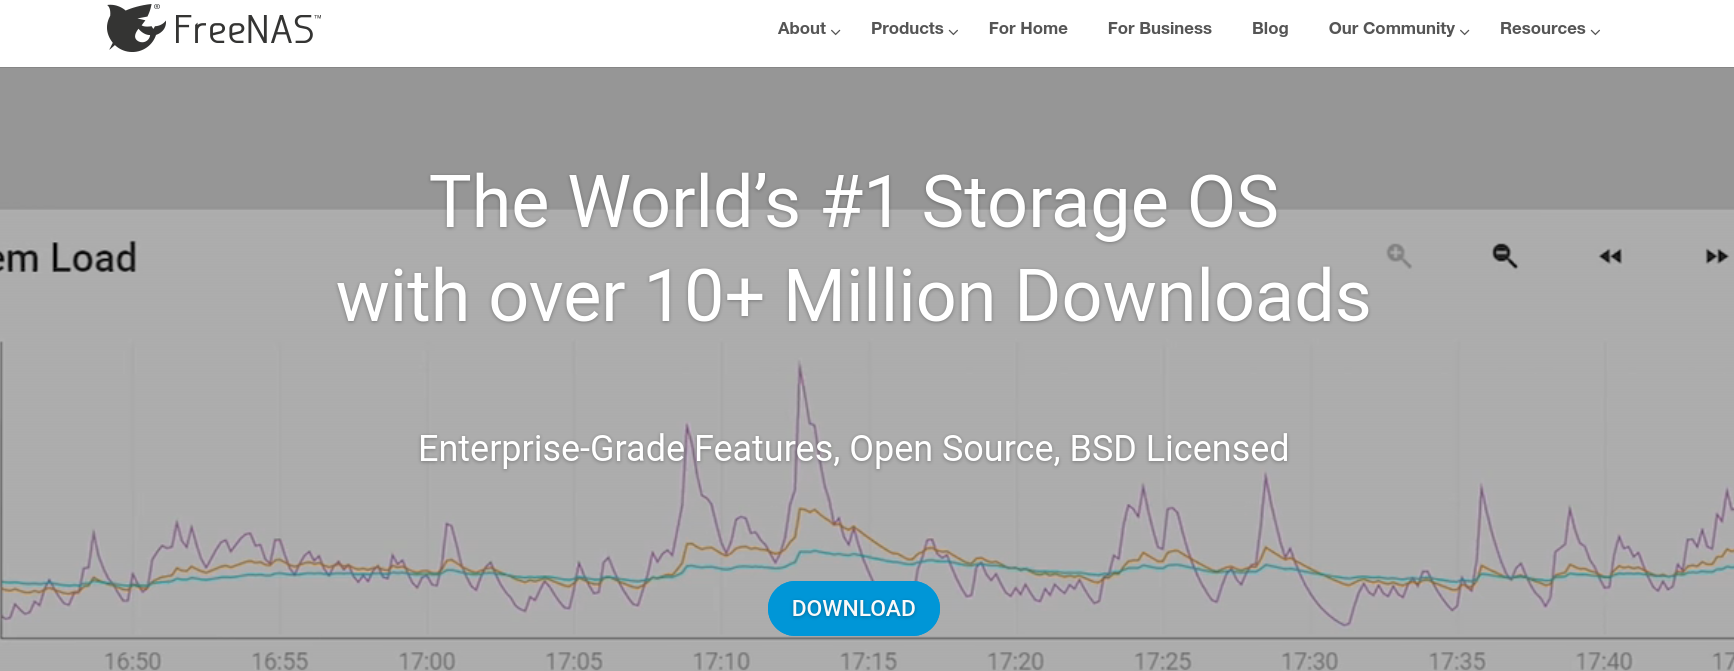 FreeNAS™
About
Products
For Home
For Business
Blog
Our Community
Resources
The World’s #1 Storage OS
em Load
with over 10+ Million Downloads
Enterprise-Grade Features, Open Source, BSD Licensed
DOWNLOAD
16:50 16:55 17:00 17:05 17:10 17:15 17:20 17:25 17:30 17:35 17:40 17